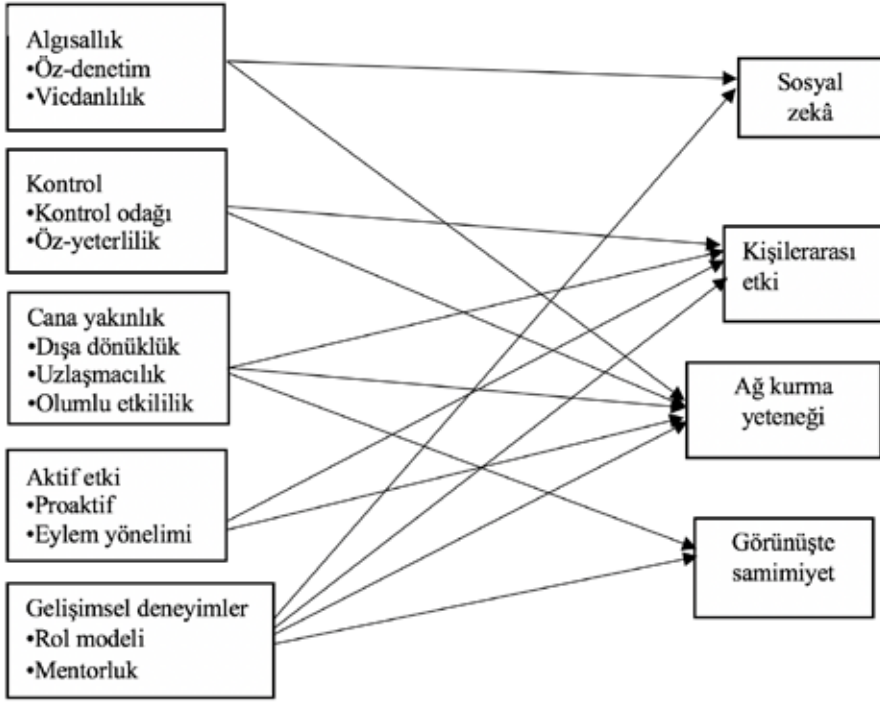 Algısallık
•Öz-denetim
•Vicdanlılık
Kontrol
•Kontrol odağı
•Öz-yeterlilik
Cana yakınlık
•Dışa dönüklük
•Uzlaşmacılık
•Olumlu etkililik
Aktif etki
•Proaktif
•Eylem yönelimi
Gelişimsel deneyimler
•Rol modeli
•Mentorluk
Sosyal
zekâ
Kişilerarası
etki
Ağ kurma
yeteneği
Görünüşte
samimiyet